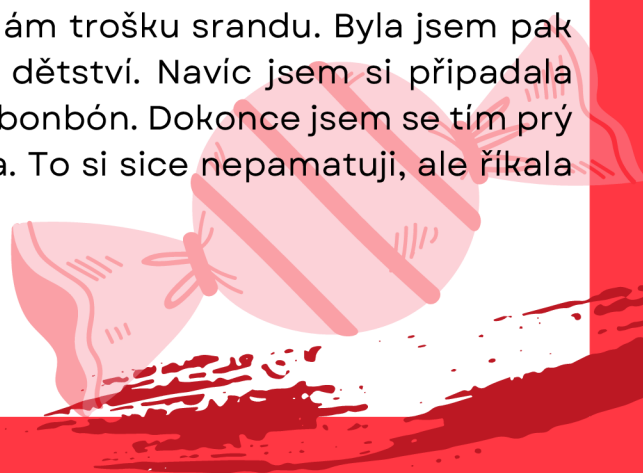 ám trošku srandu. Byla jsem pak
dětství. Navíc jsem si připadala
bonbón. Dokonce jsem se tím prý
a. To si sice nepamatuji, ale říkala